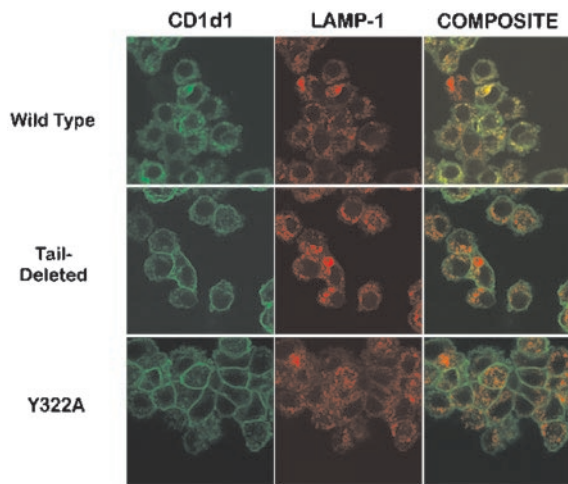 CD1d1 LAMP-1 COMPOSITE
Wild Type
Tail-
Deleted
Y322A